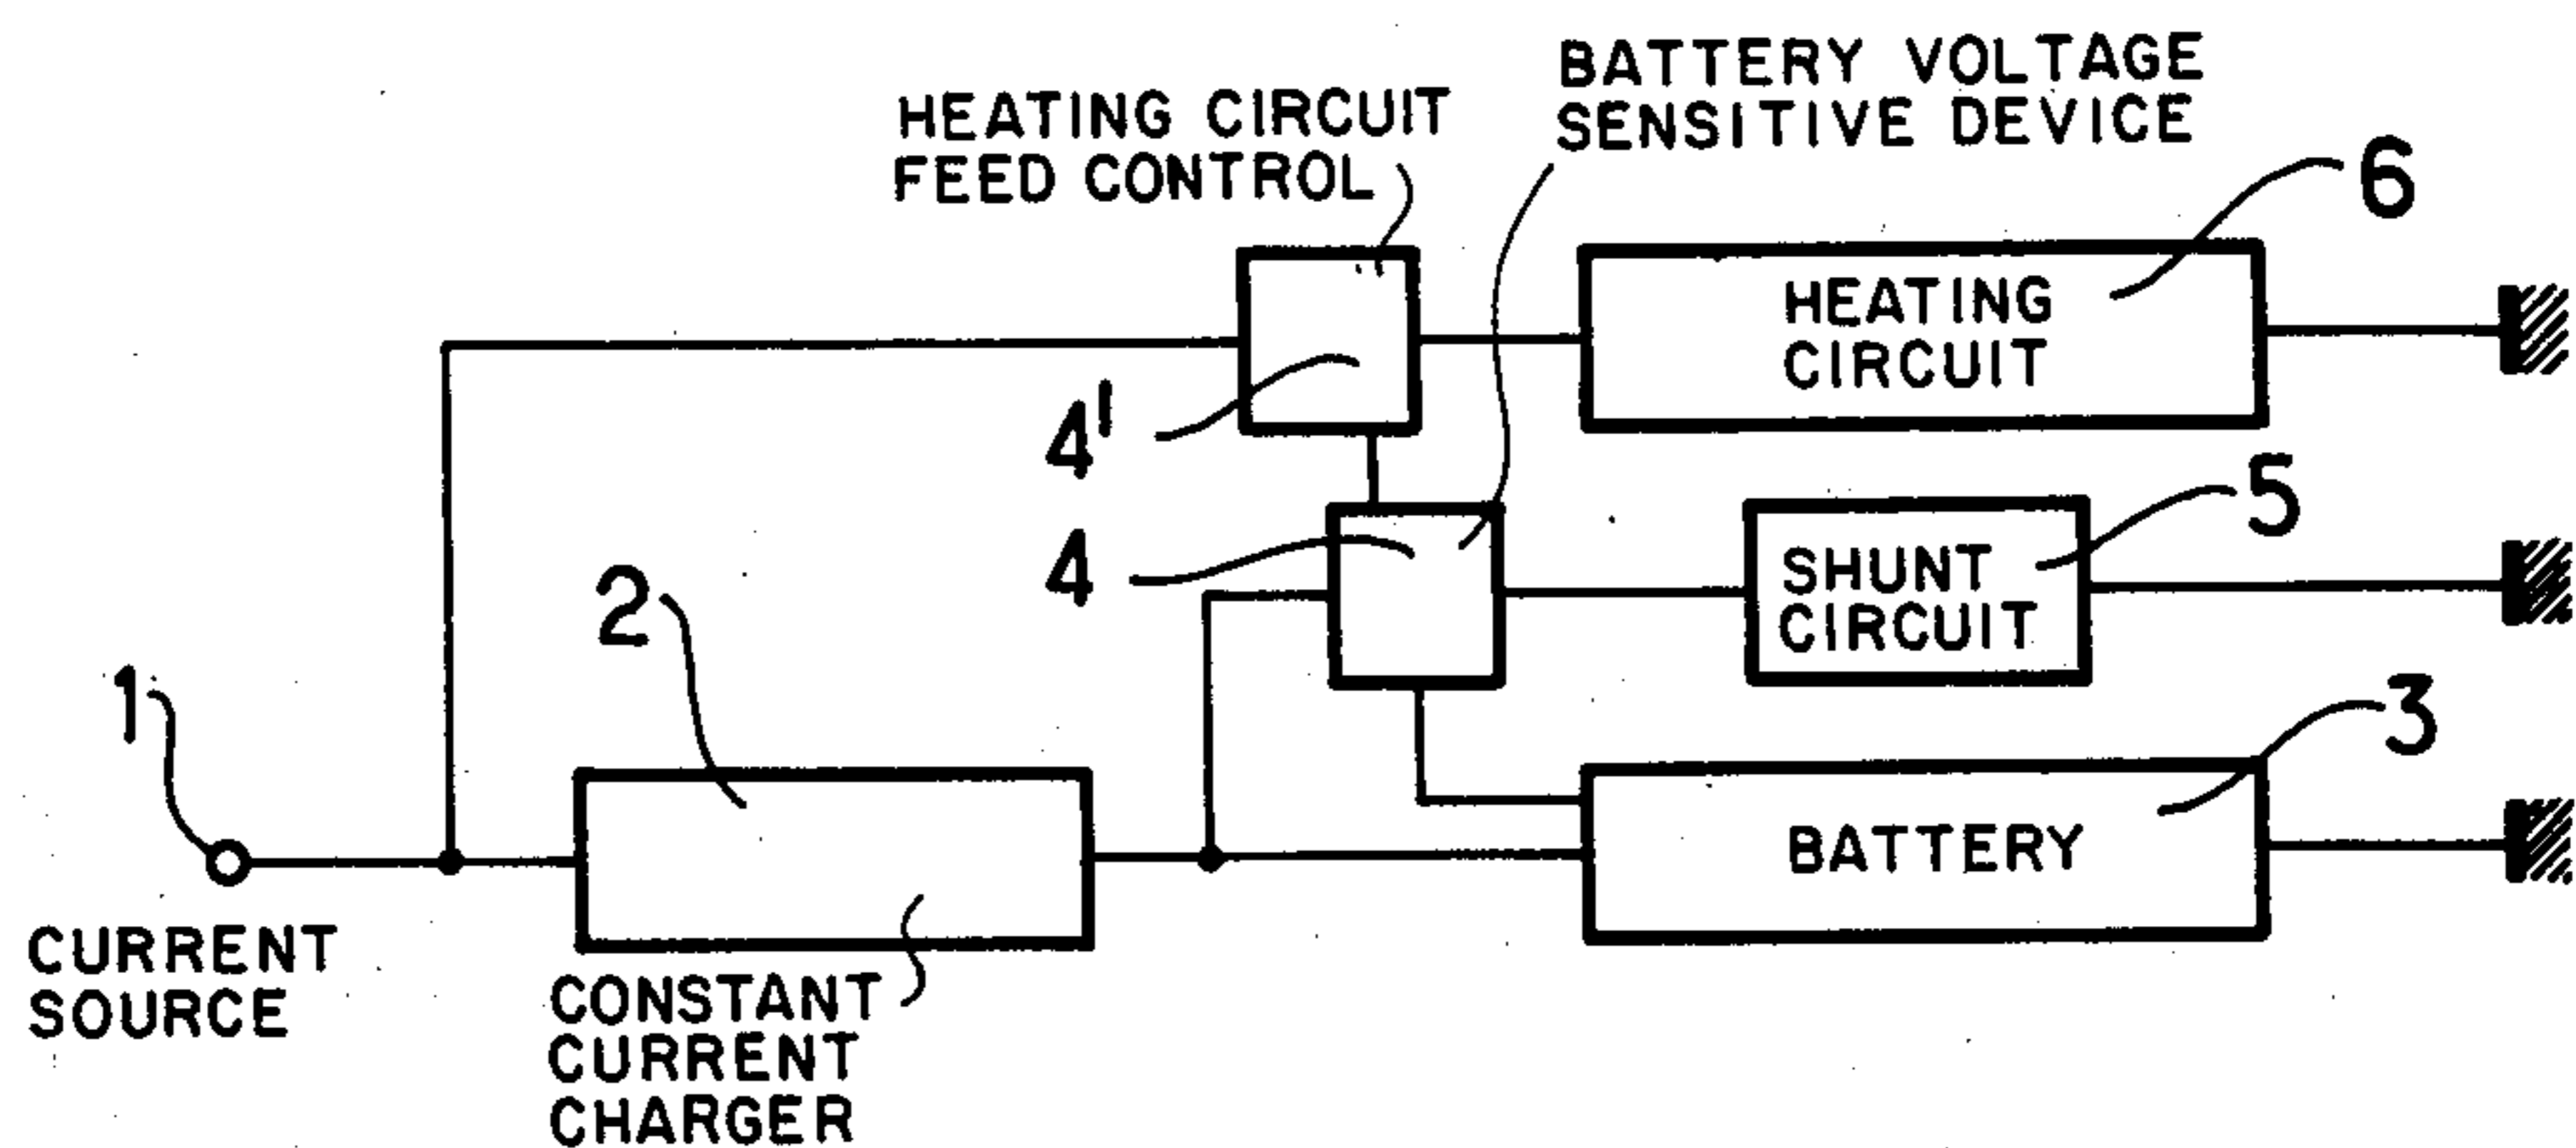 BATTERY VOLTAGE
SENSITIVE DEVICE
HEATING CIRCUIT
FEED CONTROL
6
HEATING
CIRCUIT
4'
5
4
SHUNT
CIRCUIT
2
1
3
BATTERY
CURRENT
SOURCE
CONSTANT
CURRENT
CHARGER